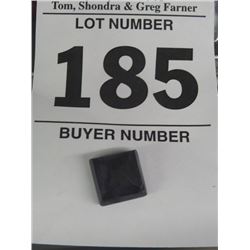 Tom, Shondra & Greg Farner
LOT NUMBER
185
BUYER NUMBER